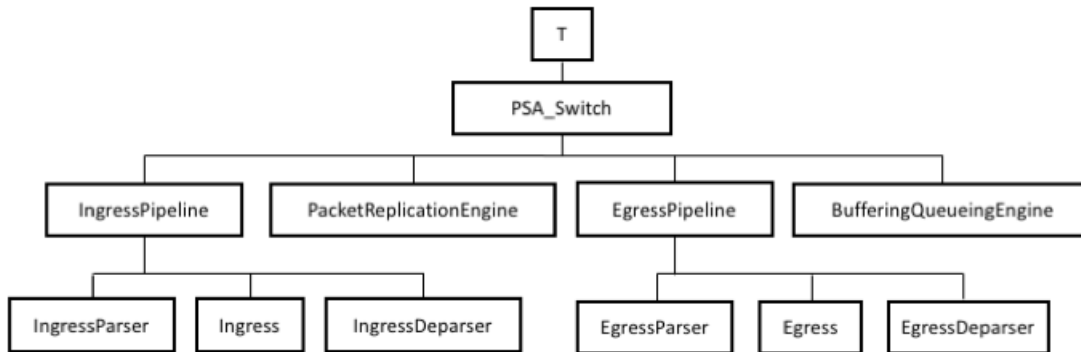 T
PSA_Switch
IngressPipeline
PacketReplicationEngine
EgressPipeline
BufferingQueueingEngine
IngressParser
Ingress
IngressDeparser
EgressParser
Egress
EgressDeparser